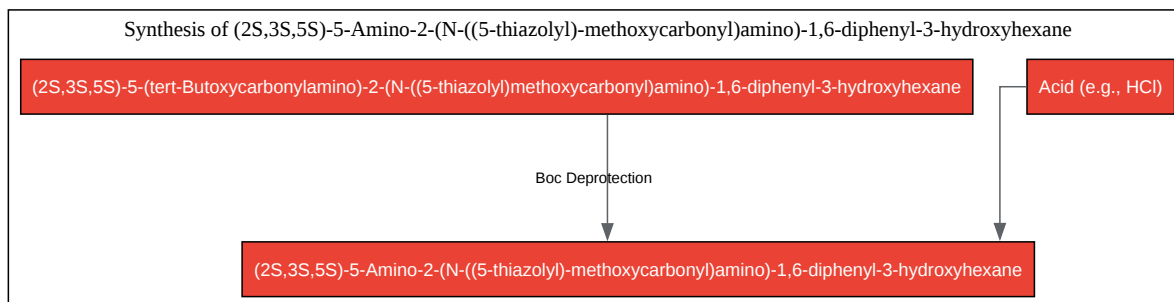 Synthesis of (2S,3S,5S)-5-Amino-2-(N-((5-thiazolyl)-methoxycarbonyl)amino)-1,6-diphenyl-3-hydroxyhexane
(2S,3S,5S)-5-(tert-Butoxycarbonylamino)-2-(N-((5-thiazolyl)methoxycarbonyl)amino)-1,6-diphenyl-3-hydroxyhexane
Acid (e.g., HCl)
Boc Deprotection
(2S,3S,5S)-5-Amino-2-(N-((5-thiazolyl)-methoxycarbonyl)amino)-1,6-diphenyl-3-hydroxyhexane